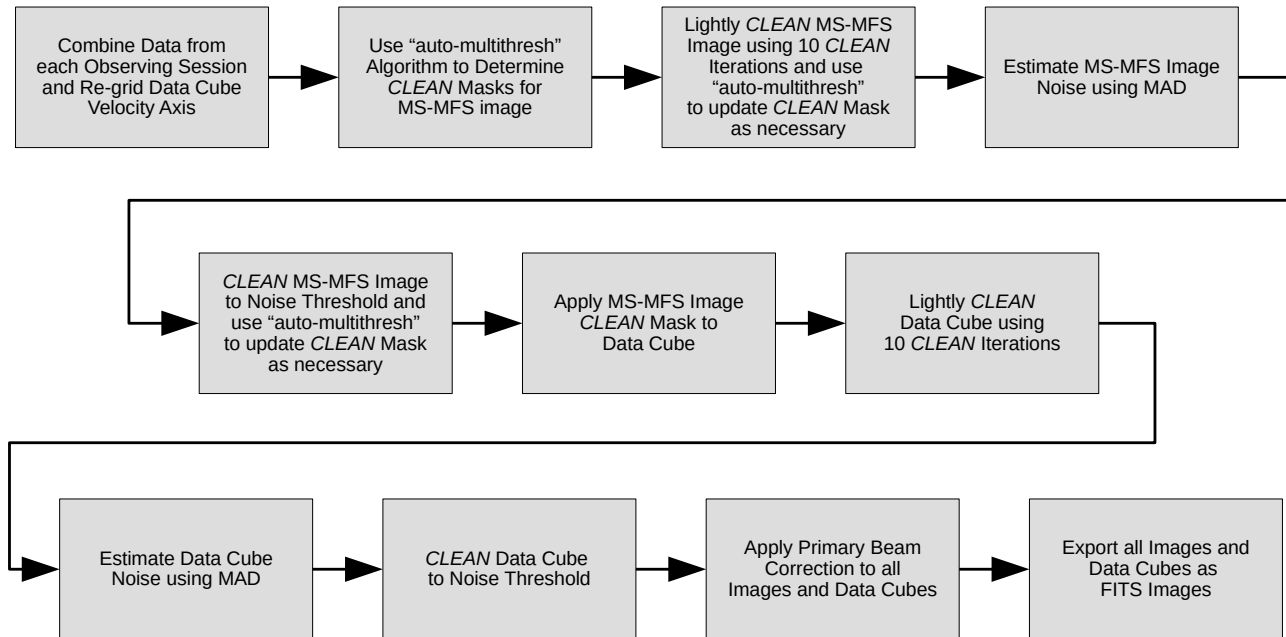 Combine Data from
each Observing Session
and Re-grid Data Cube
Velocity Axis
Use “auto-multithresh”
Algorithm to Determine
CLEAN Masks for
MS-MFS image
Lightly CLEAN MS-MFS
Image using 10 CLEAN
Iterations and use
“auto-multithresh”
to update CLEAN Mask
as necessary
Estimate MS-MFS Image
Noise using MAD
CLEAN MS-MFS Image
to Noise Threshold and
use “auto-multithresh”
to update CLEAN Mask
as necessary
Apply MS-MFS Image
CLEAN Mask to
Data Cube
Lightly CLEAN
Data Cube using
10 CLEAN Iterations
Estimate Data Cube
Noise using MAD
CLEAN Data Cube
to Noise Threshold
Apply Primary Beam
Correction to all
Images and Data Cubes
Export all Images and
Data Cubes as
FITS Images